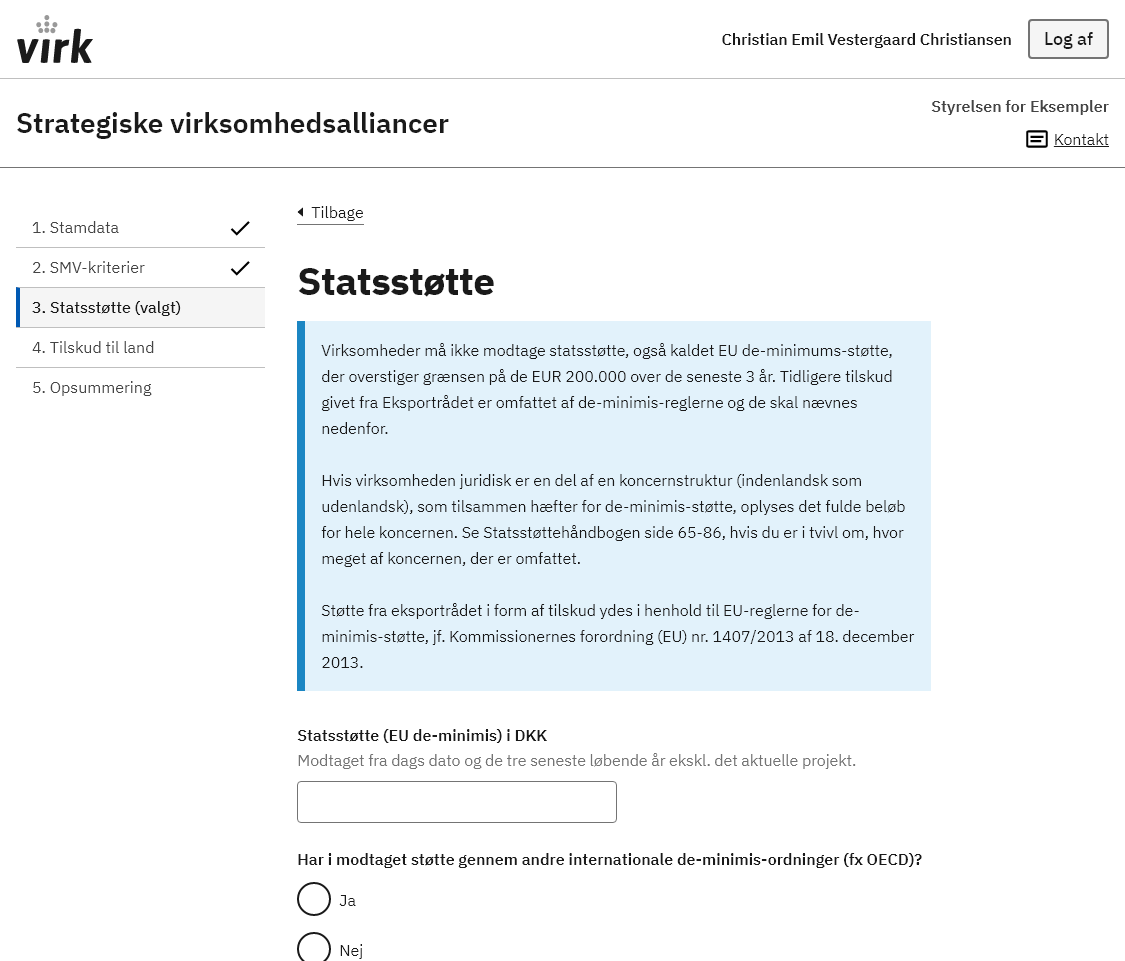 virk
Christian Emil Vestergaard Christiansen
Log af
Strategiske virksomhedsalliancer
Styrelsen for Eksempler
Kontakt
1. Stamdata
2. SMV-kriterier
3. Statsstøtte (valgt)
4. Tilskud til land
5. Opsummering
Tilbage
Statsstøtte
Virksomheder må ikke modtage statsstøtte, også kaldet EU de-minimums-støtte,
der overstiger grænsen på de EUR 200.000 over de seneste 3 år. Tidligere tilskud
givet fra Eksportrådet er omfattet af de-minimis-reglerne og de skal nævnes
nedenfor.
Hvis virksomheden juridisk er en del af en koncernstruktur (indenlandsk som
udenlandsk), som tilsammen hæfter for de-minimis-støtte, oplyses det fulde beløb
for hele koncernen. Se Statsstøttehåndbogen side 65-86, hvis du er i tvivl om, hvor
meget af koncernen, der er omfattet.
Støtte fra eksportrådet i form af tilskud ydes i henhold til EU-reglerne for de-
minimis-støtte, jf. Kommissionernes forordning (EU) nr. 1407/2013 af 18. december
2013.
Statsstøtte (EU de-minimis) i DKK
Modtaget fra dags dato og de tre seneste løbende år ekskl. det aktuelle projekt.
Har i modtaget støtte gennem andre internationale de-minimis-ordninger (fx OECD)?
Ja
Nej